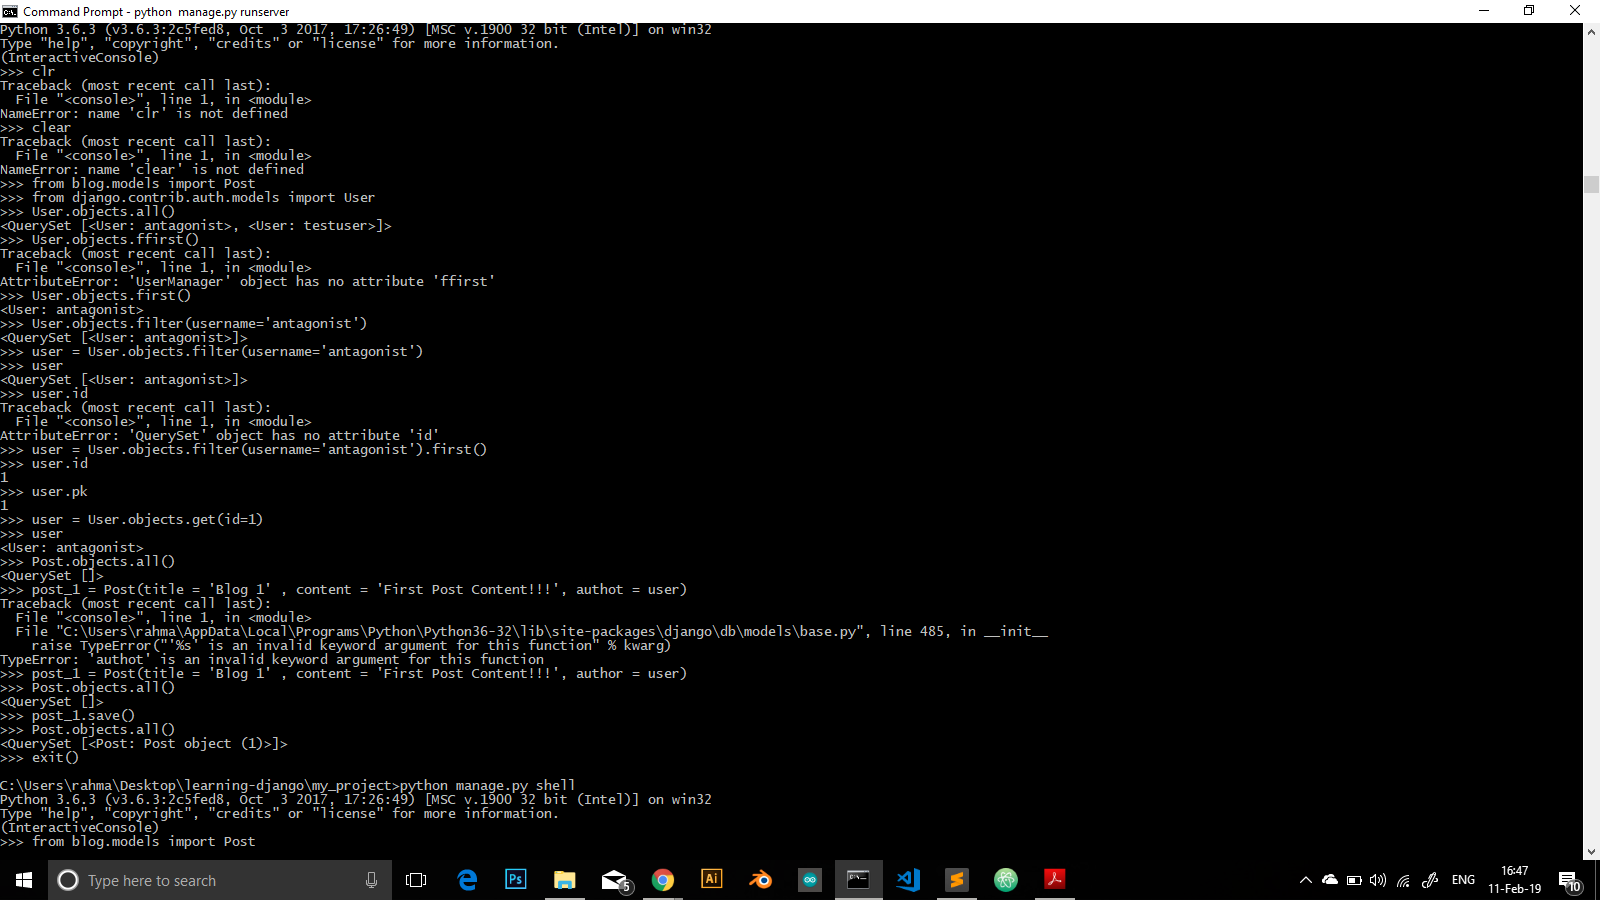 Command Prompt - python  manage.py runserver
Python 3.6.3 (v3.6.3:2c5fed8, Oct  3 2017, 17:26:49) [MSC v.1900 32 bit (Intel)] on win32
Type "help", "copyright", "credits" or "license" for more information.
(InteractiveConsole)
>>> clr
Traceback (most recent call last):
  File "<console>", line 1, in <module>
NameError: name 'clr' is not defined
>>> clear
Traceback (most recent call last):
  File "<console>", line 1, in <module>
NameError: name 'clear' is not defined
>>> from blog.models import Post
>>> from django.contrib.auth.models import User
>>> User.objects.all()
<QuerySet [<User: antagonist>, <User: testuser>]>
>>> User.objects.ffirst()
Traceback (most recent call last):
  File "<console>", line 1, in <module>
AttributeError: 'UserManager' object has no attribute 'ffirst'
>>> User.objects.first()
<User: antagonist>
>>> User.objects.filter(username='antagonist')
<QuerySet [<User: antagonist>]>
>>> user = User.objects.filter(username='antagonist')
>>> user
<QuerySet [<User: antagonist>]>
>>> user.id
Traceback (most recent call last):
  File "<console>", line 1, in <module>
AttributeError: 'QuerySet' object has no attribute 'id'
>>> user = User.objects.filter(username='antagonist').first()
>>> user.id
1
>>> user.pk
1
>>> user = User.objects.get(id=1)
>>> user
<User: antagonist>
>>> Post.objects.all()
<QuerySet []>
>>> post_1 = Post(title = 'Blog 1' , content = 'First Post Content!!!', authot = user)
Traceback (most recent call last):
  File "<console>", line 1, in <module>
  File "C:\Users\rahma\AppData\Local\Programs\Python\Python36-32\lib\site-packages\django\db\models\base.py", line 485, in __init__
    raise TypeError("'%s' is an invalid keyword argument for this function" % kwarg)
TypeError: 'authot' is an invalid keyword argument for this function
>>> post_1 = Post(title = 'Blog 1' , content = 'First Post Content!!!', author = user)
>>> Post.objects.all()
<QuerySet []>
>>> post_1.save()
>>> Post.objects.all()
<QuerySet [<Post: Post object (1)>]>
>>> exit()
C:\Users\rahma\Desktop\learning-django\my_project>python manage.py shell
Python 3.6.3 (v3.6.3:2c5fed8, Oct  3 2017, 17:26:49) [MSC v.1900 32 bit (Intel)] on win32
Type "help", "copyright", "credits" or "license" for more information.
(InteractiveConsole)
>>> from blog.models import Post
Type here to search
Ps
5
Ai
ENG
16:47
11-Feb-19
10